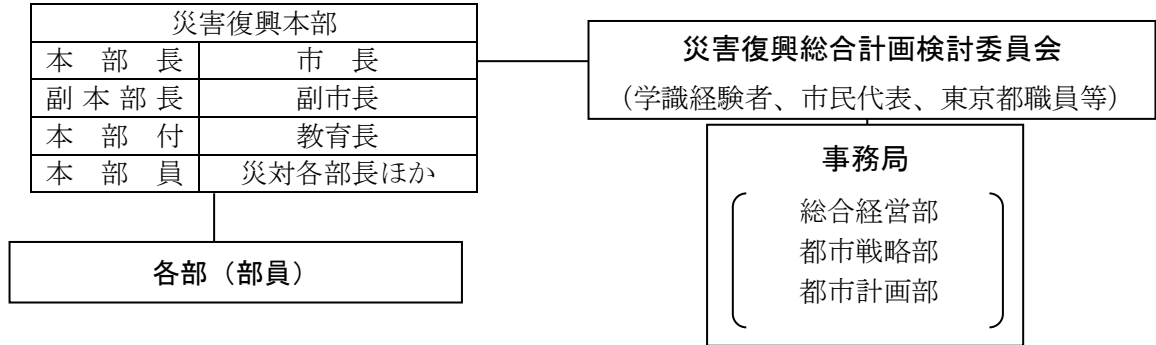 災害復興本部
本部長 市長
副本部長 副市長
本部付 教育長
本部員 災対各部長ほか
各部（部員）
災害復興総合計画検討委員会
（学識経験者、市民代表、東京都職員等）
事務局
総合経営部
都市戦略部
都市計画部